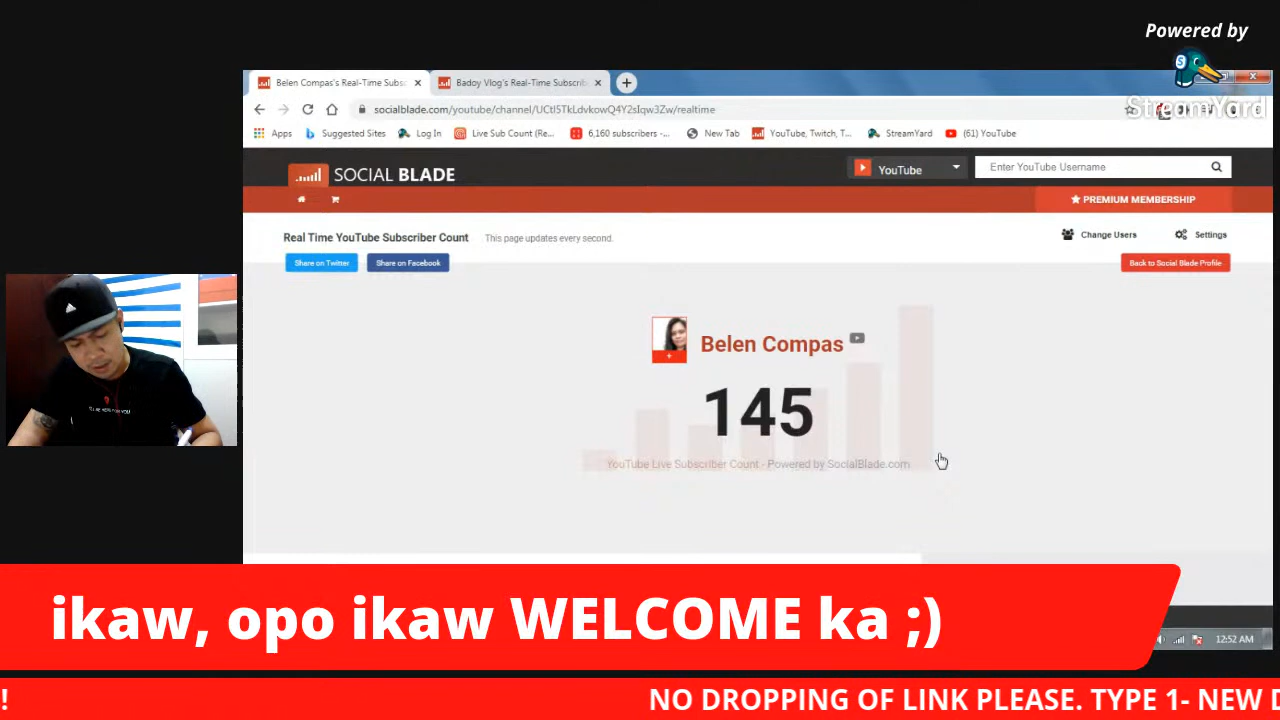 Powered by
StreamYard
Belen Compas's Real-Time Subsc
Badoy Vlog's Real-Time Subscrib
socialblade.com/youtube/channel/UCtI5TkLdvkowQ4Y2sIqw3Zw/realtime
Apps Suggested Sites Log In Live Sub Count (Re... 6,160 subscribers -... New Tab YouTube, Twitch, T... StreamYard (61) YouTube
SOCIAL BLADE YouTube Enter YouTube Username
PREMIUM MEMBERSHIP
Real Time YouTube Subscriber Count This page updates every second. Change Users Settings
Share on Twitter Share on Facebook Back to Social Blade Profile
Belen Compas
145
YouTube Live Subscriber Count - Powered by SocialBlade.com
ikaw, opo ikaw WELCOME ka ;)
12:52 AM
! NO DROPPING OF LINK PLEASE. TYPE 1- NEW